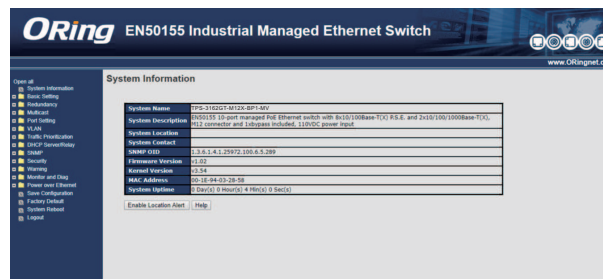 ORing EN50155 Industrial Managed Ethernet Switch
www.ORingnet.c
Open all
System Information
Basic Setting
Redundancy
Multicast
Port Setting
VLAN
Traffic Prioritization
DHCP Server/Relay
SNMP
Security
Warning
Monitor and Diag
Power over Ethernet
Save Configuration
Factory Default
System Reboot
Logout
System Information
System Name TPS-3162GT-M12X-BP1-MV
System Description EN50155 10-port managed PoE Ethernet switch with 8x10/100Base-T(X) P.S.E. and 2x10/100/1000Base-T(X), M12 connector and 1xbypass included, 110VDC power input
System Location
System Contact
SNMP OID 1.3.6.1.4.1.25972.100.6.5.269
Firmware Version v1.02
Kernel Version v3.54
MAC Address 00-1E-94-03-28-58
System Uptime 0 Day(s) 0 Hour(s) 4 Min(s) 0 Sec(s)
Enable Location Alert Help